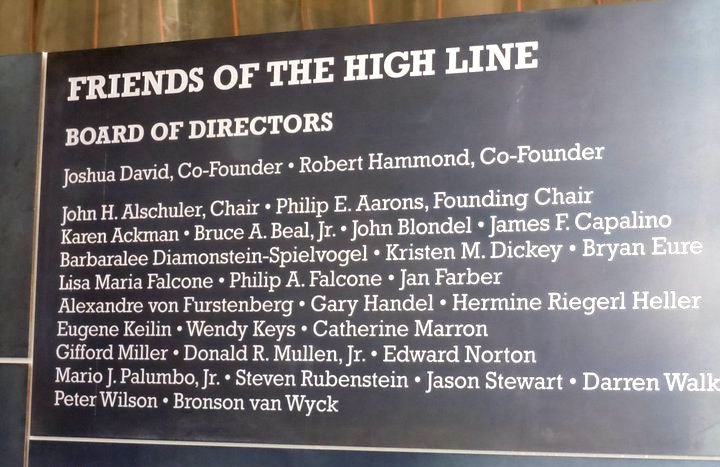 FRIENDS OF THE HIGH LINE
BOARD OF DIRECTORS
Joshua David, Co-Founder • Robert Hammond, Co-Founder
John H. Alschuler, Chair • Philip E. Aarons, Founding Chair
Karen Ackman • Bruce A. Beal, Jr. • John Blondel • James F. Capalino
Barbaralee Diamonstein-Spielvogel • Kristen M. Dickey • Bryan Eure
Lisa Maria Falcone • Philip A. Falcone • Jan Farber
Alexandre von Furstenberg • Gary Handel • Hermine Riegerl Heller
Eugene Keilin • Wendy Keys • Catherine Marron
Gifford Miller • Donald R. Mullen, Jr. • Edward Norton
Mario J. Palumbo, Jr. • Steven Rubenstein • Jason Stewart • Darren Walk
Peter Wilson • Bronson van Wyck